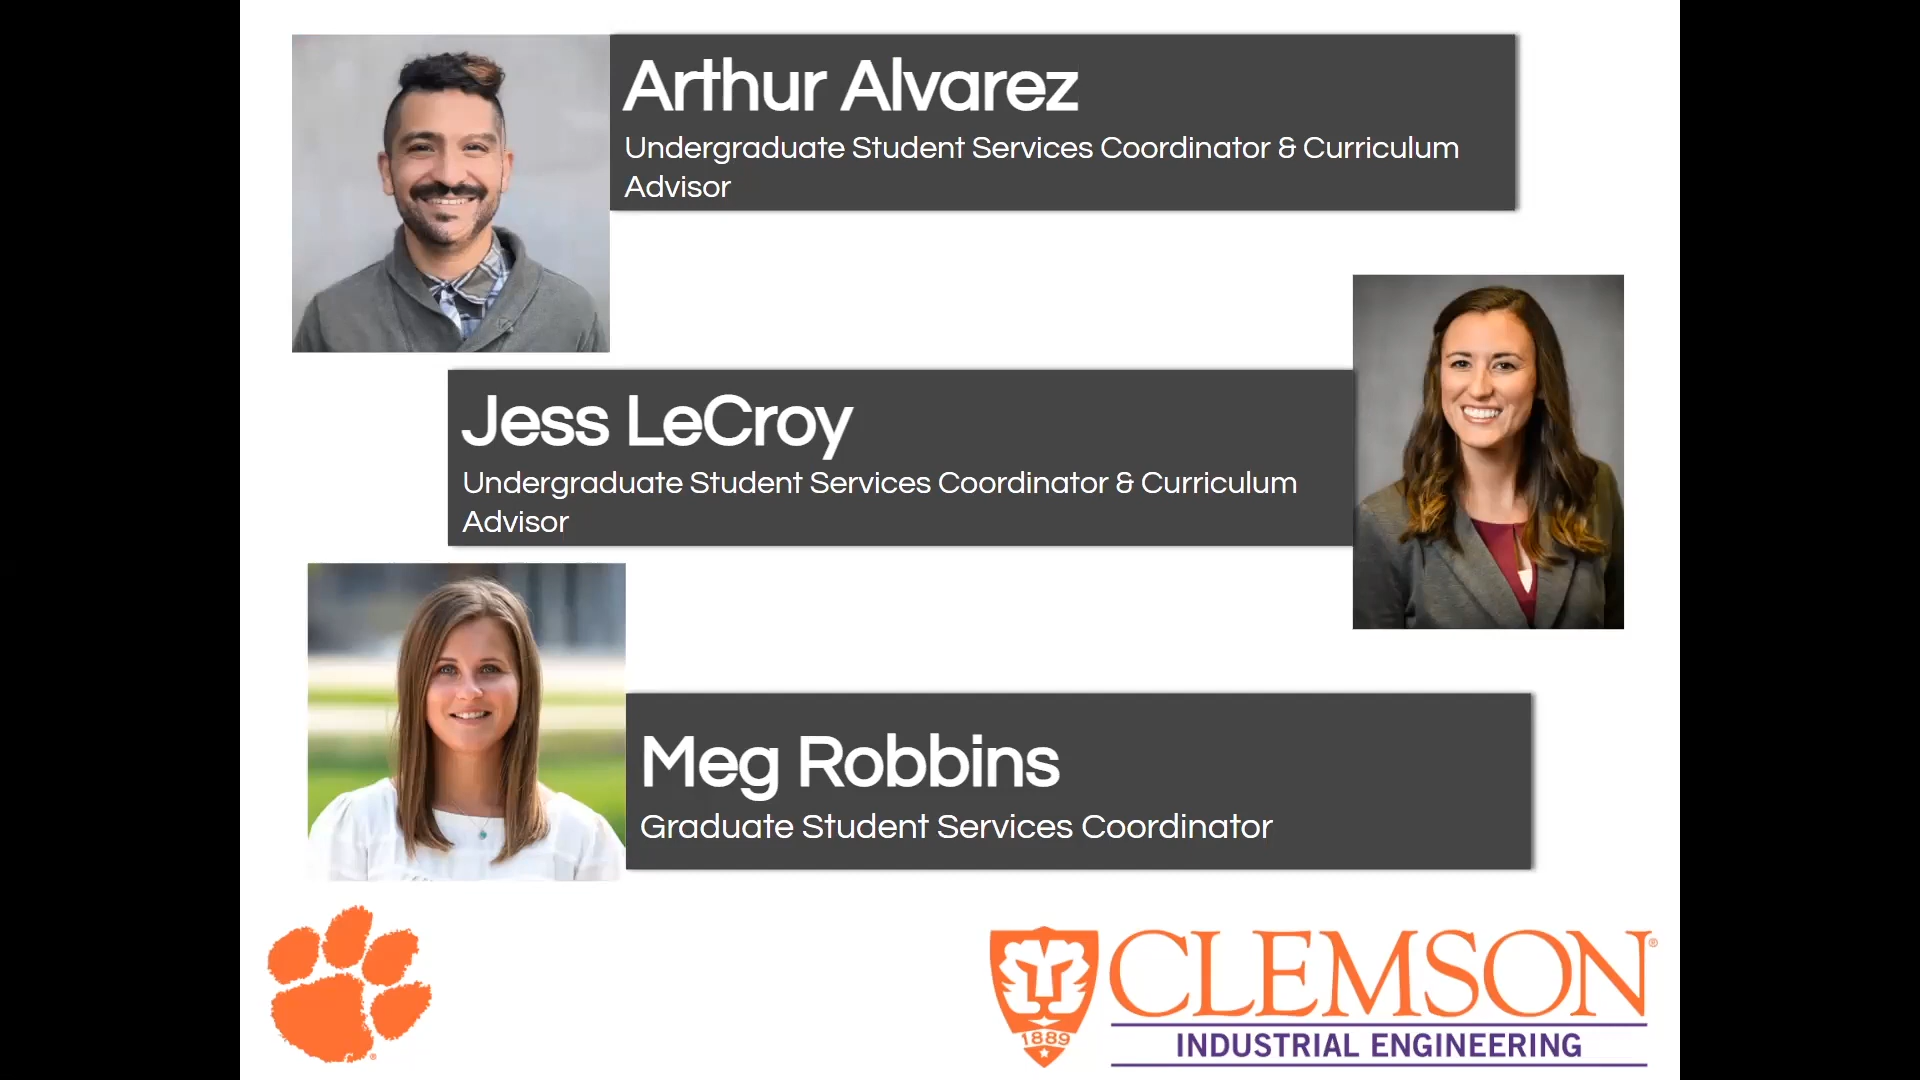 Arthur Alvarez
Undergraduate Student Services Coordinator & Curriculum
Advisor
Jess LeCroy
Undergraduate Student Services Coordinator & Curriculum
Advisor
Meg Robbins
Graduate Student Services Coordinator
1889
CLEMSON®
INDUSTRIAL ENGINEERING